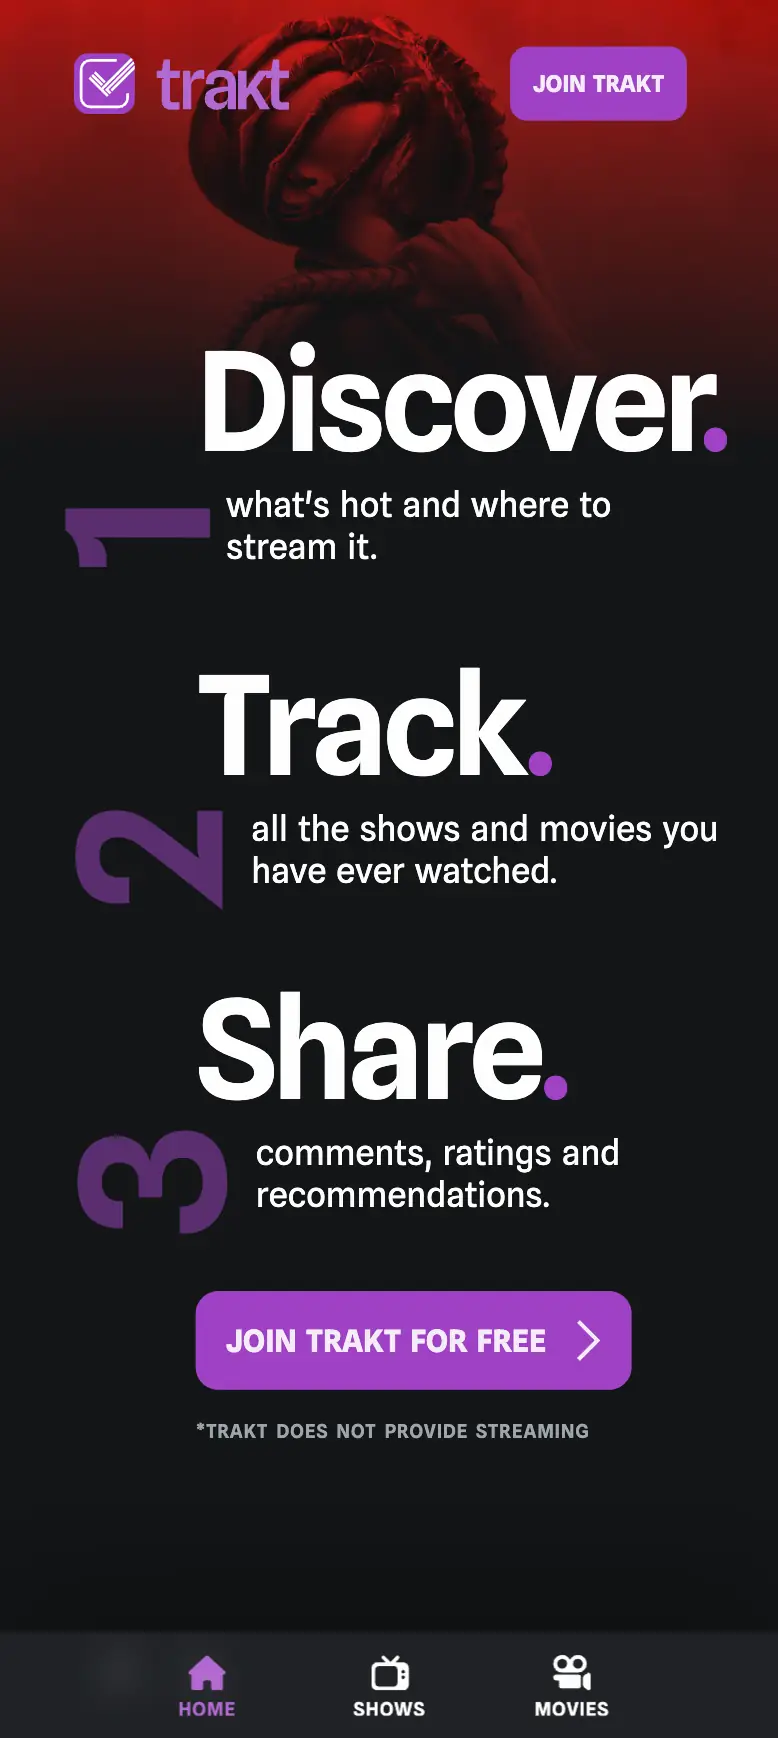 trakt
JOIN TRAKT
Discover.
1
what's hot and where to
stream it.
Track.
2
all the shows and movies you
have ever watched.
Share.
3
comments, ratings and
recommendations.
JOIN TRAKT FOR FREE
*TRAKT DOES NOT PROVIDE STREAMING
HOME
SHOWS
MOVIES